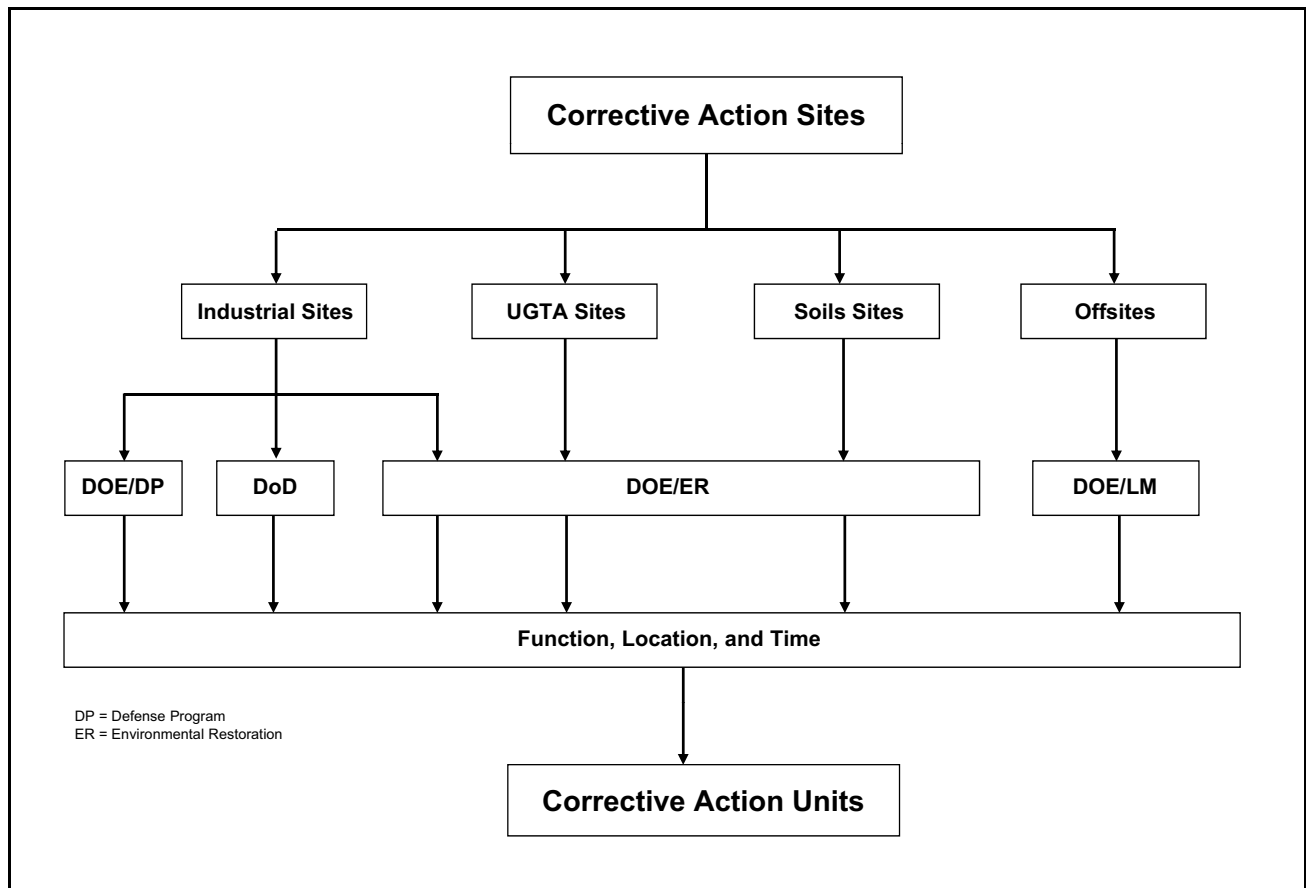 Corrective Action Sites
Industrial Sites
UGTA Sites
Soils Sites
Offsites
DOE/DP
DoD
DOE/ER
DOE/LM
Function, Location, and Time
DP = Defense Program
ER = Environmental Restoration
Corrective Action Units